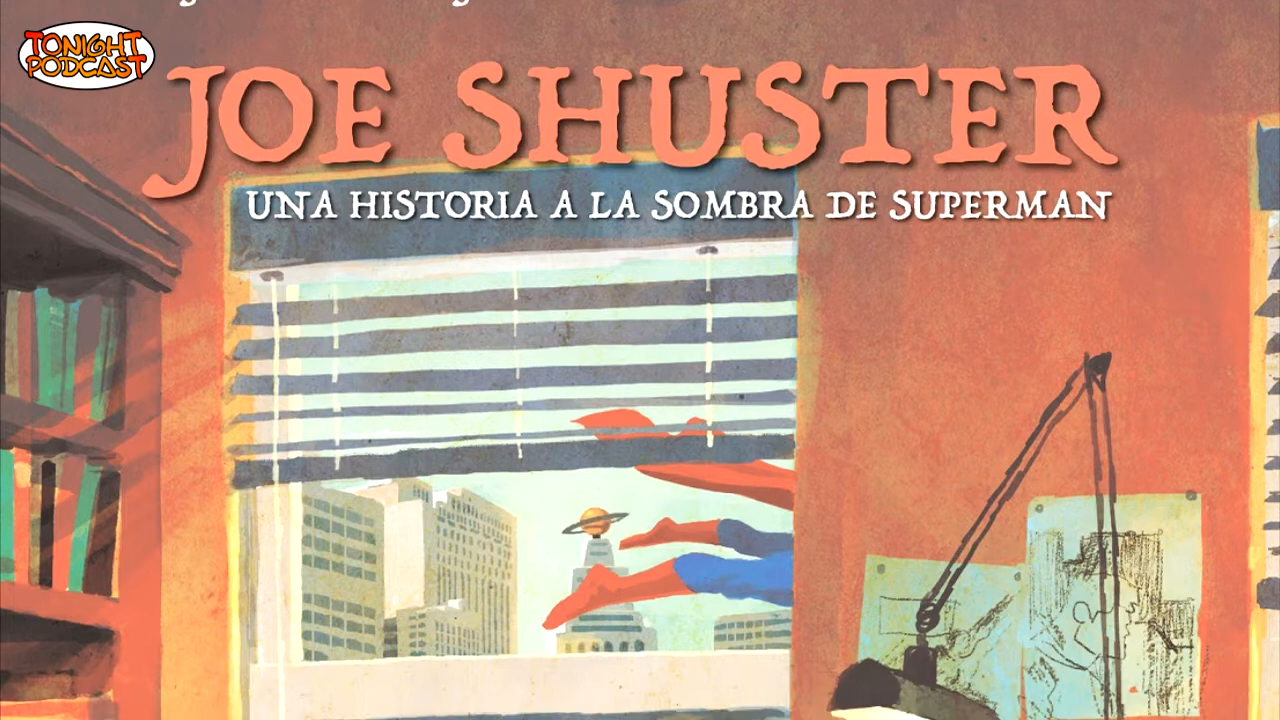 TONIGHT
PODCAST
JOE SHUSTER
UNA HISTORIA A LA SOMBRA DE SUPERMAN